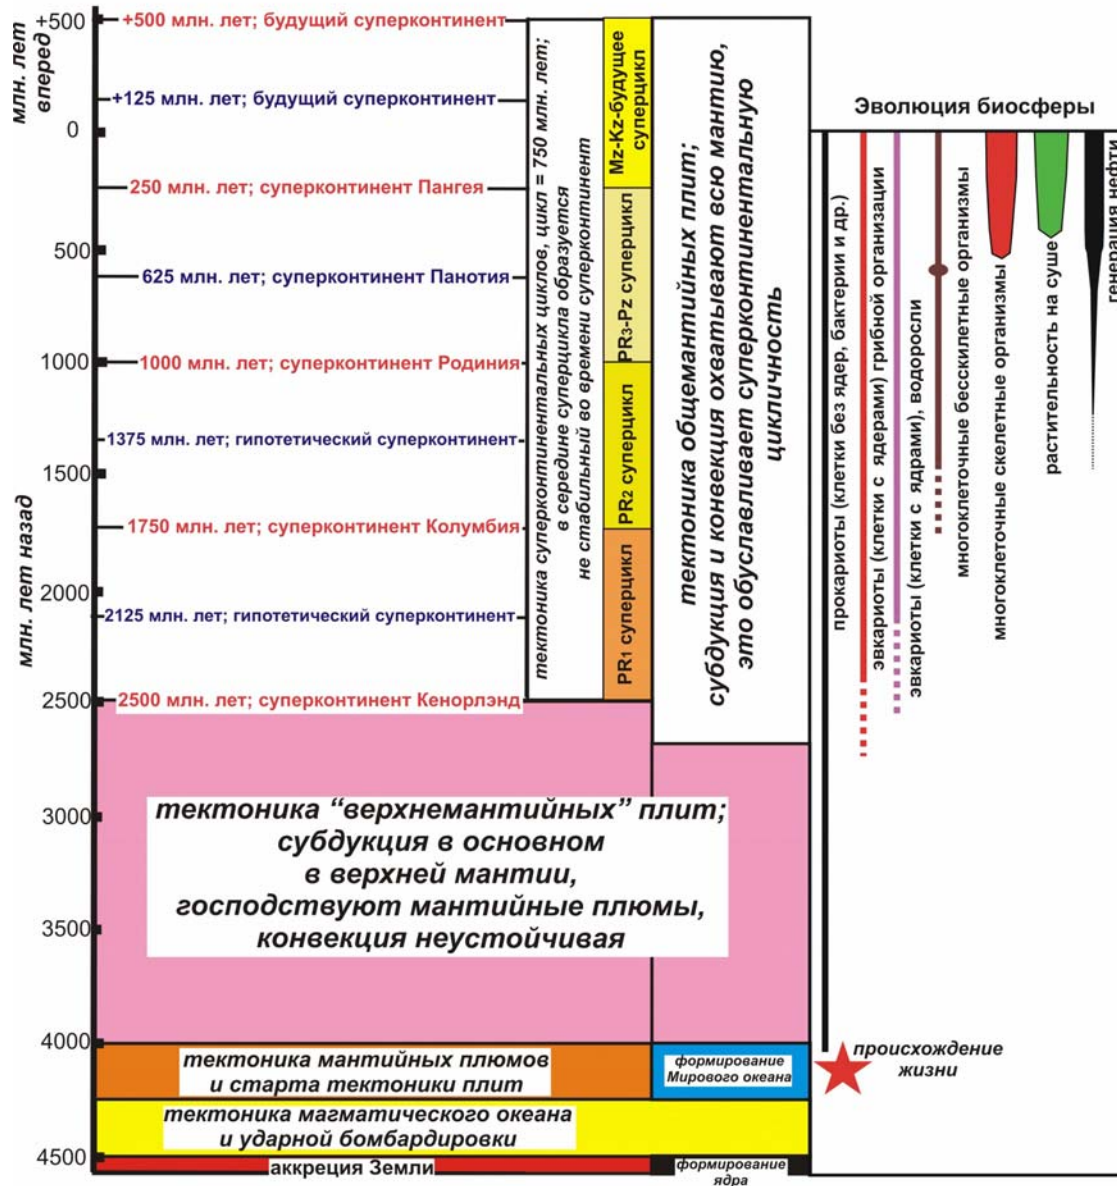 млн. лет
вперед
+500
0
500
1000
1500
2000
2500
3000
3500
4000
4500
млн. лет назад
+500 млн. лет; будущий суперконтинент
+125 млн. лет; будущий суперконтинент
250 млн. лет; суперконтинент Пангея
625 млн. лет; суперконтинент Панотия
1000 млн. лет; суперконтинент Родиния
1375 млн. лет; гипотетический суперконтинент
1750 млн. лет; суперконтинент Колумбия
2125 млн. лет; гипотетический суперконтинент
2500 млн. лет; суперконтинент Кенорлэнд
тектоника суперконтинентальных циклов, цикл = 750 млн. лет;
в середине суперцикла образуется
не стабильный во времени суперконтинент
Mz-Kz-будущее
суперцикл
PR3-Pz суперцикл
PR2 суперцикл
PR1 суперцикл
тектоника общемантийных плит;
субдукция и конвекция охватывают всю мантию,
это обуславливает суперконтинентальную
цикличность
Эволюция биосферы
прокариоты (клетки без ядер, бактерии и др.)
эвкариоты (клетки с ядерами) грибной организации
эвкариоты (клетки с ядрами), водоросли
многоклеточные бесскилетные организмы
многоклеточные скилетные организмы
растительность на суше
генерация нефти
тектоника “верхнемантийных” плит;
субдукция в основном
в верхней мантии,
господствуют мантийные плюмы,
конвекция неустойчивая
тектоника мантийных плюмов
и старта тектоники плит
формирование
Мирового океана
происхождение
жизни
тектоника магматического океана
и ударной бомбардировки
аккреция Земли
формирование
ядра